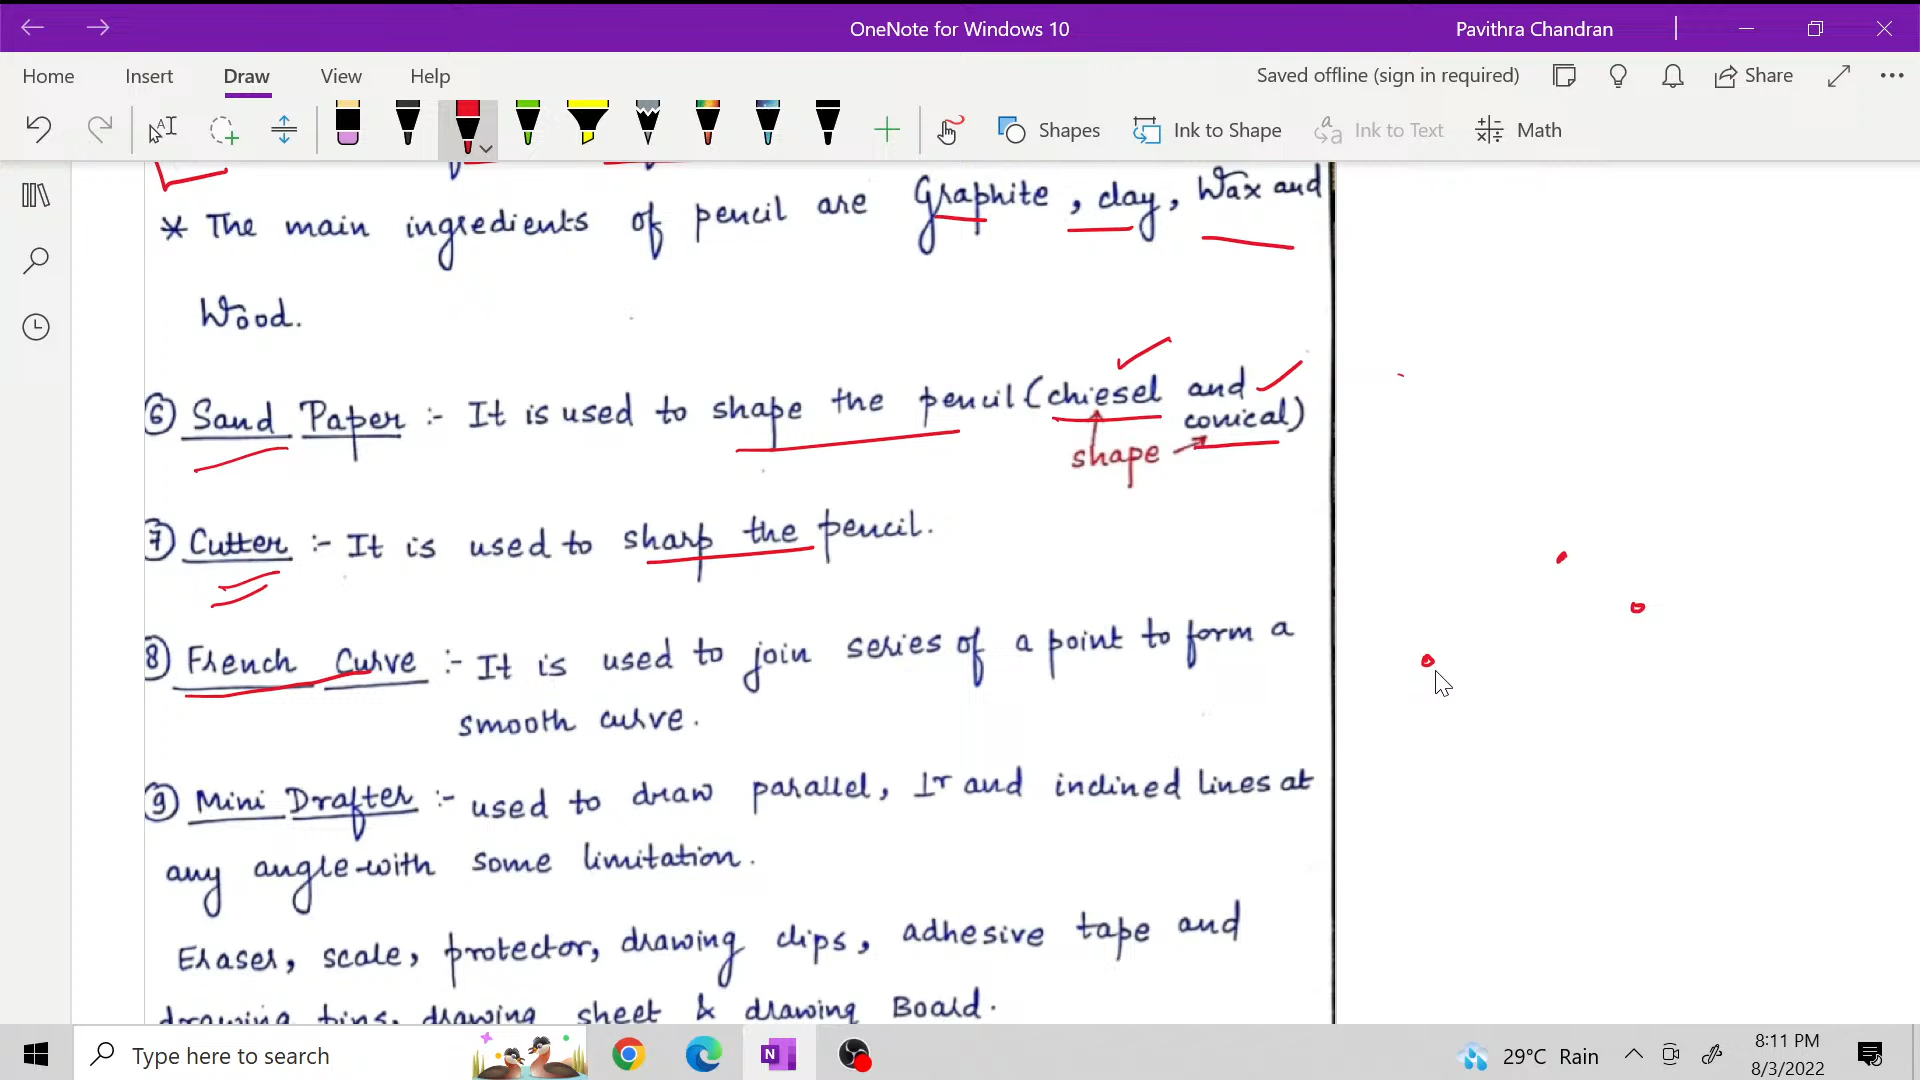 OneNote for Windows 10
Pavithra Chandran
Home Insert Draw View Help
Saved offline (sign in required)
Share
Shapes
Ink to Shape
Ink to Text
Math
* The main ingredients of pencil are Graphite, clay, Wax and
Wood.
⑥ Sand Paper :- It is used to shape the pencil (chiesel and
conical)
shape
⑦ Cutter :- It is used to sharp the pencil.
⑧ French Curve :- It is used to join series of a point to form a
smooth curve.
⑨ Mini Drafter :- used to draw parallel, Ir and inclined lines at
any angle with some limitation.
Eraser, scale, protector, drawing clips, adhesive tape and
drawing pins, drawing sheet & drawing Board.
Type here to search
29°C Rain
8:11 PM
8/3/2022